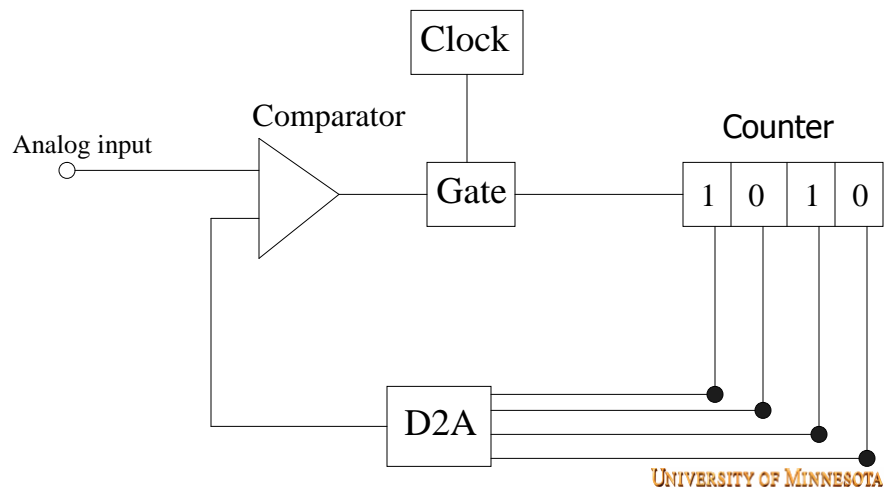 Clock
Comparator
Counter
Analog input
Gate
1 0 1 0
D2A
UNIVERSITY OF MINNESOTA